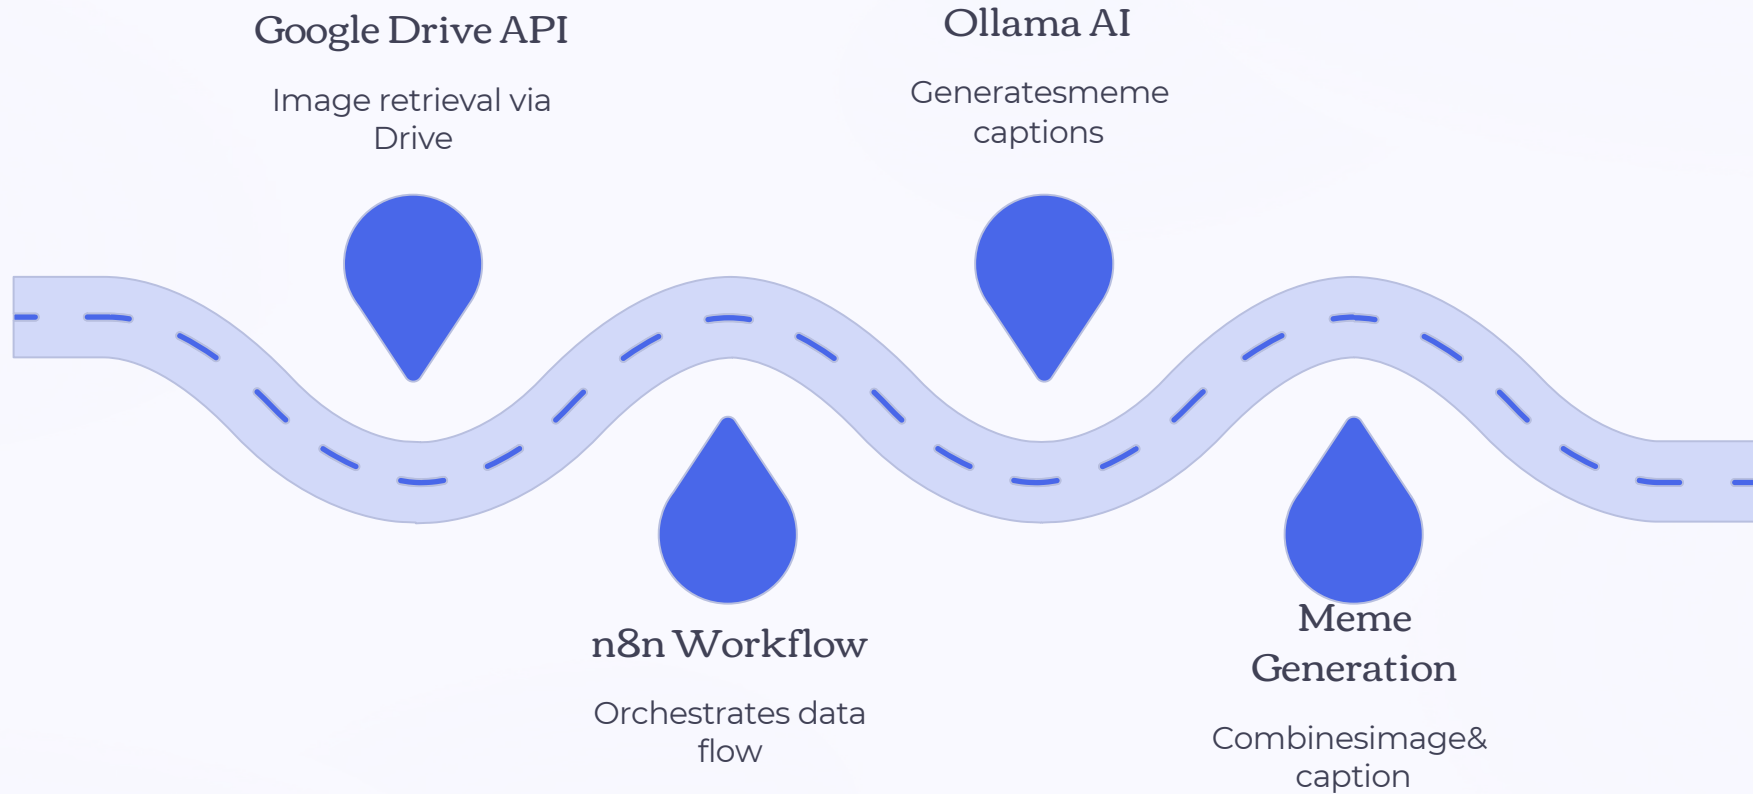 Google Drive API
Image retrieval via
Drive
Ollama AI
Generatesmeme
captions
n8n Workflow
Orchestrates data
flow
Meme
Generation
Combinesimage&
caption